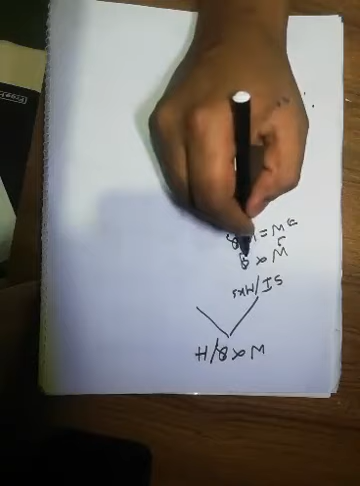 W α Q/H
SI/MKS
W α Q
⇒ W =